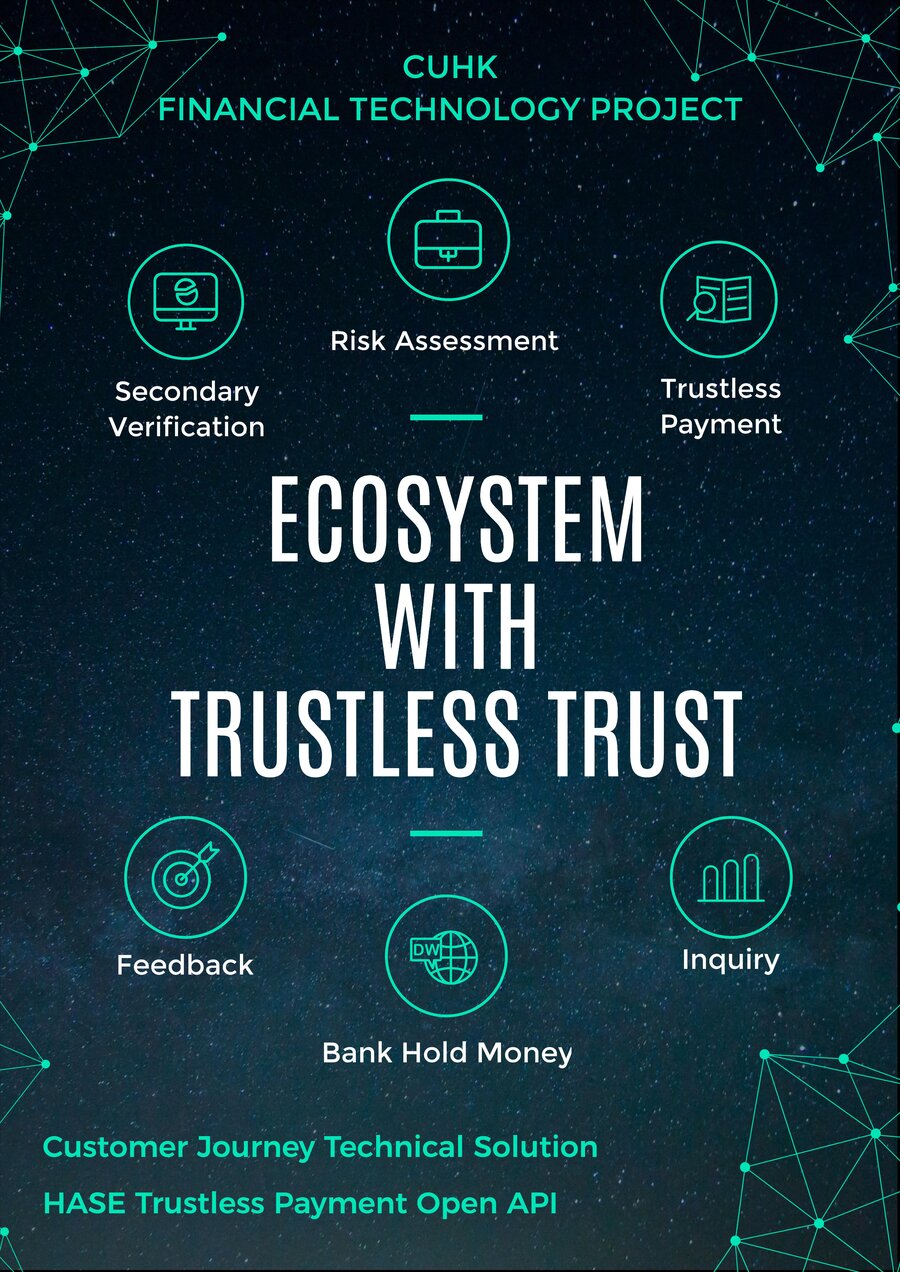 CUHK
FINANCIAL TECHNOLOGY PROJECT
Risk Assessment
Secondary
Verification
Trustless
Payment
ECOSYSTEM
WITH
TRUSTLESS TRUST
Feedback
DW
Inquiry
Bank Hold Money
Customer Journey Technical Solution
HASE Trustless Payment Open API